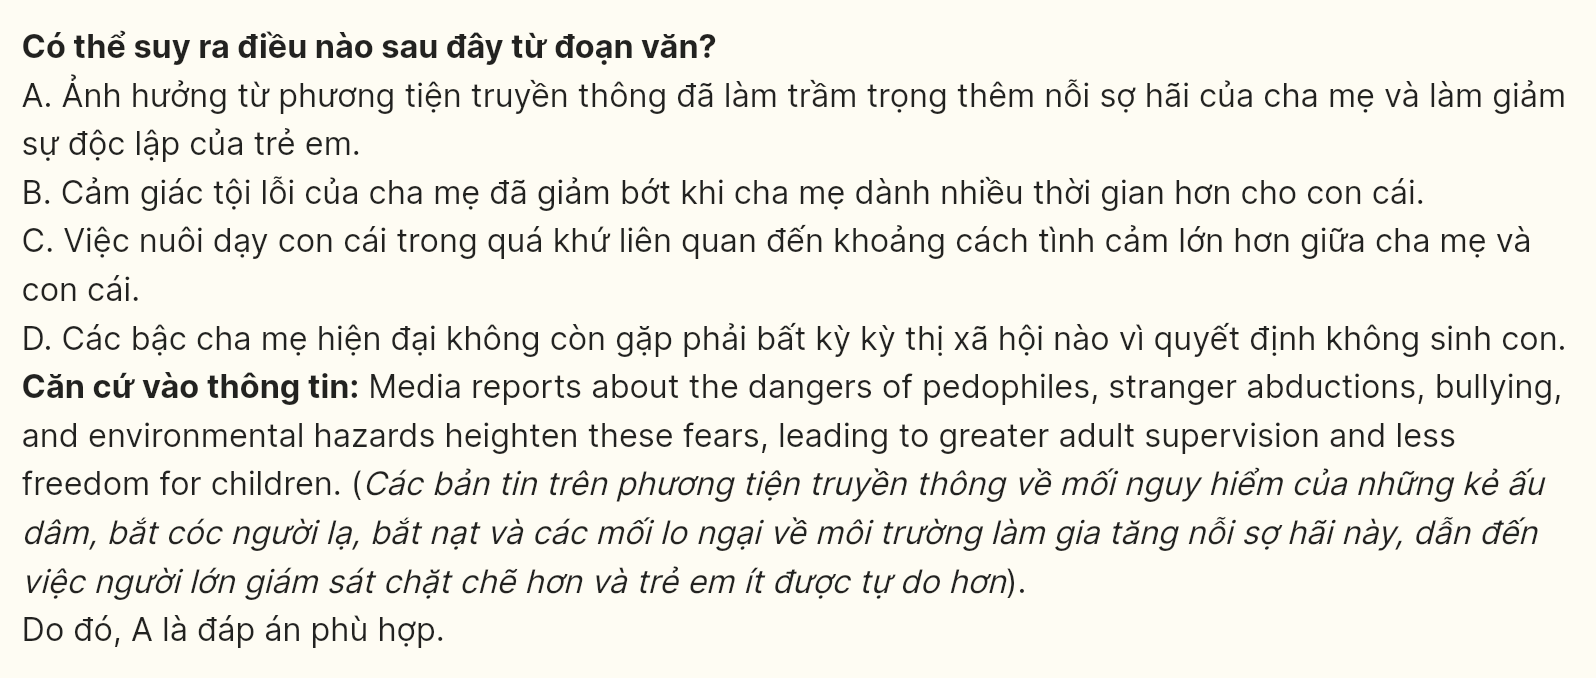 Có thể suy ra điều nào sau đây từ đoạn văn?
A. Ảnh hưởng từ phương tiện truyền thông đã làm trầm trọng thêm nỗi sợ hãi của cha mẹ và làm giảm
sự độc lập của trẻ em.
B. Cảm giác tội lỗi của cha mẹ đã giảm bớt khi cha mẹ dành nhiều thời gian hơn cho con cái.
C. Việc nuôi dạy con cái trong quá khứ liên quan đến khoảng cách tình cảm lớn hơn giữa cha mẹ và
con cái.
D. Các bậc cha mẹ hiện đại không còn gặp phải bất kỳ kỳ thị xã hội nào vì quyết định không sinh con.
Căn cứ vào thông tin: Media reports about the dangers of pedophiles, stranger abductions, bullying,
and environmental hazards heighten these fears, leading to greater adult supervision and less
freedom for children. (Các bản tin trên phương tiện truyền thông về mối nguy hiểm của những kẻ ấu
dâm, bắt cóc người lạ, bắt nạt và các mối lo ngại về môi trường làm gia tăng nỗi sợ hãi này, dẫn đến
việc người lớn giám sát chặt chẽ hơn và trẻ em ít được tự do hơn).
Do đó, A là đáp án phù hợp.